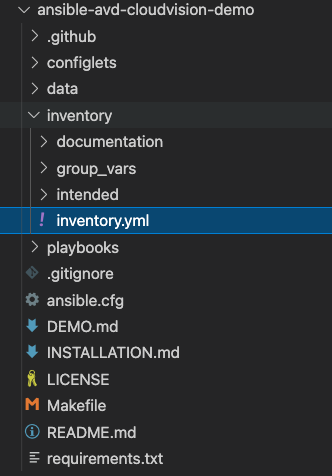 ansible-avd-cloudvision-demo
.github
configlets
data
inventory
documentation
group_vars
intended
! inventory.yml
playbooks
.gitignore
ansible.cfg
DEMO.md
INSTALLATION.md
LICENSE
M Makefile
README.md
requirements.txt